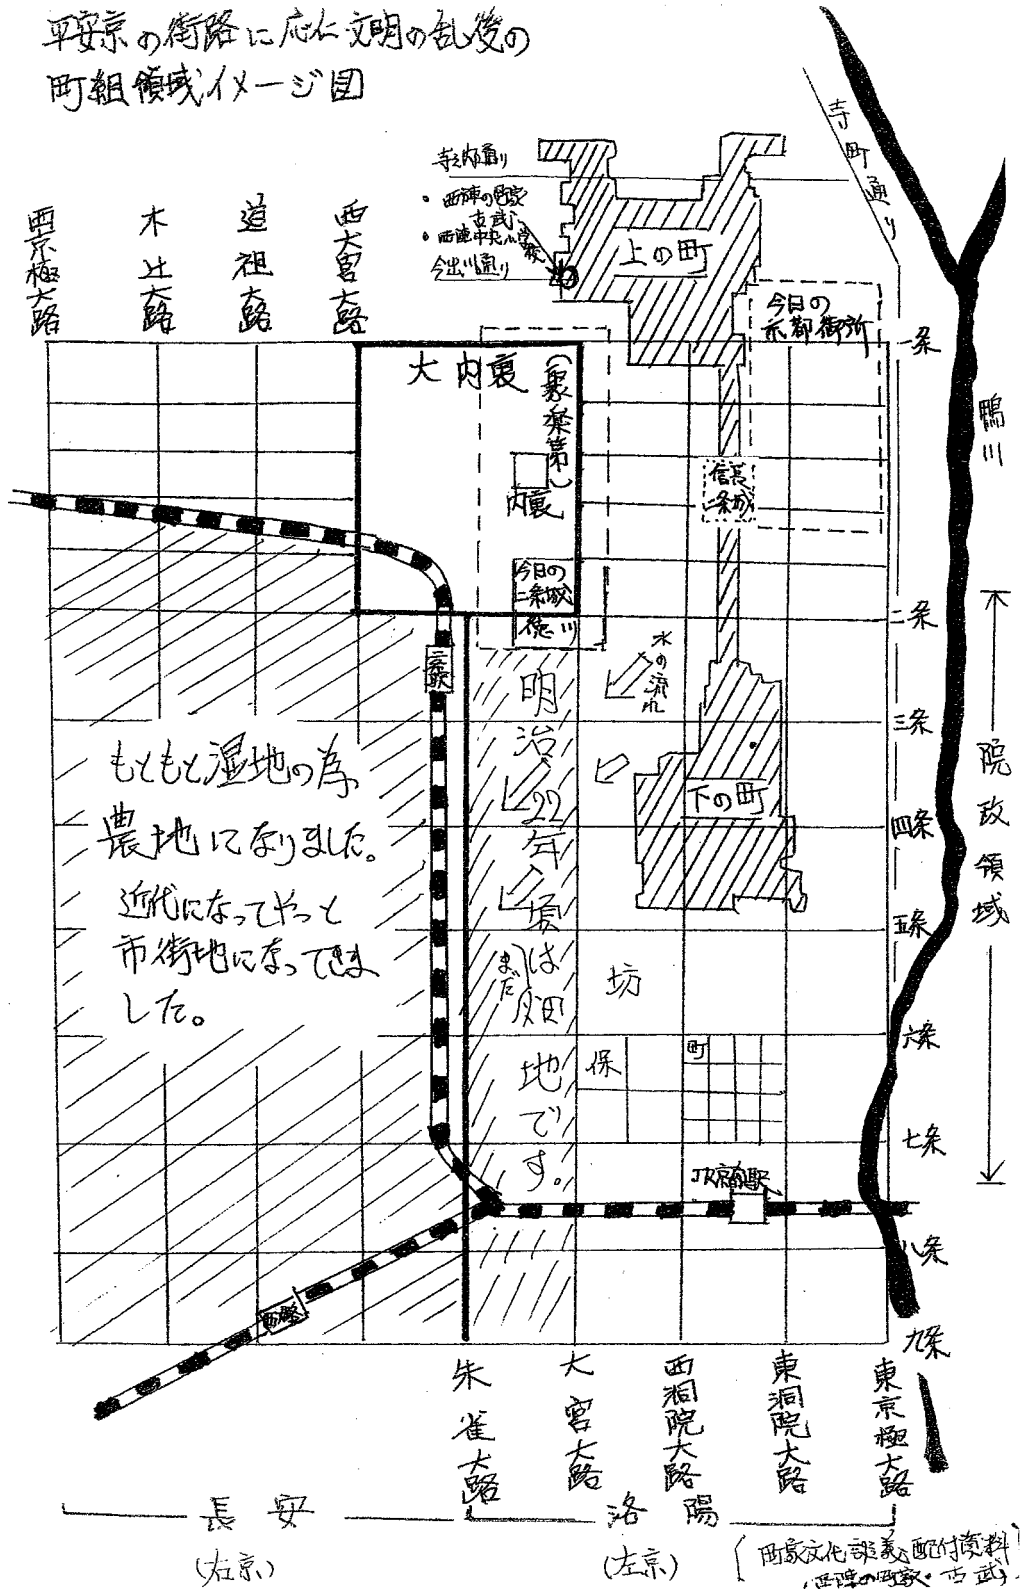 平安京の街路に応仁文明の乱後の
町組領域イメージ図
寺町通り
寺之内通り
・西陣の町家
古武
・西陣中央小学校
今出川通り
上の町
今日の
京都御所
西京極大路
木辻大路
道祖大路
西大宮大路
一条
大内裏
(聚楽第)
内裏
信長
二条城
鴨川
今日の
二条城
徳川
二条
二条駅
水の流れ
三条
院政領域
明治22年頃は
まだ
畑地です。
下の町
四条
もともと湿地の為
農地になりました。
近代になってやっと
市街地になってきま
した。
五条
坊
六条
保
町
七条
JR京都駅
八条
九条
朱雀大路
大宮大路
西洞院大路
東洞院大路
東京極大路
長安
洛陽
(右京)
(左京)
町家文化談義配付資料
(西陣の町家・古武)